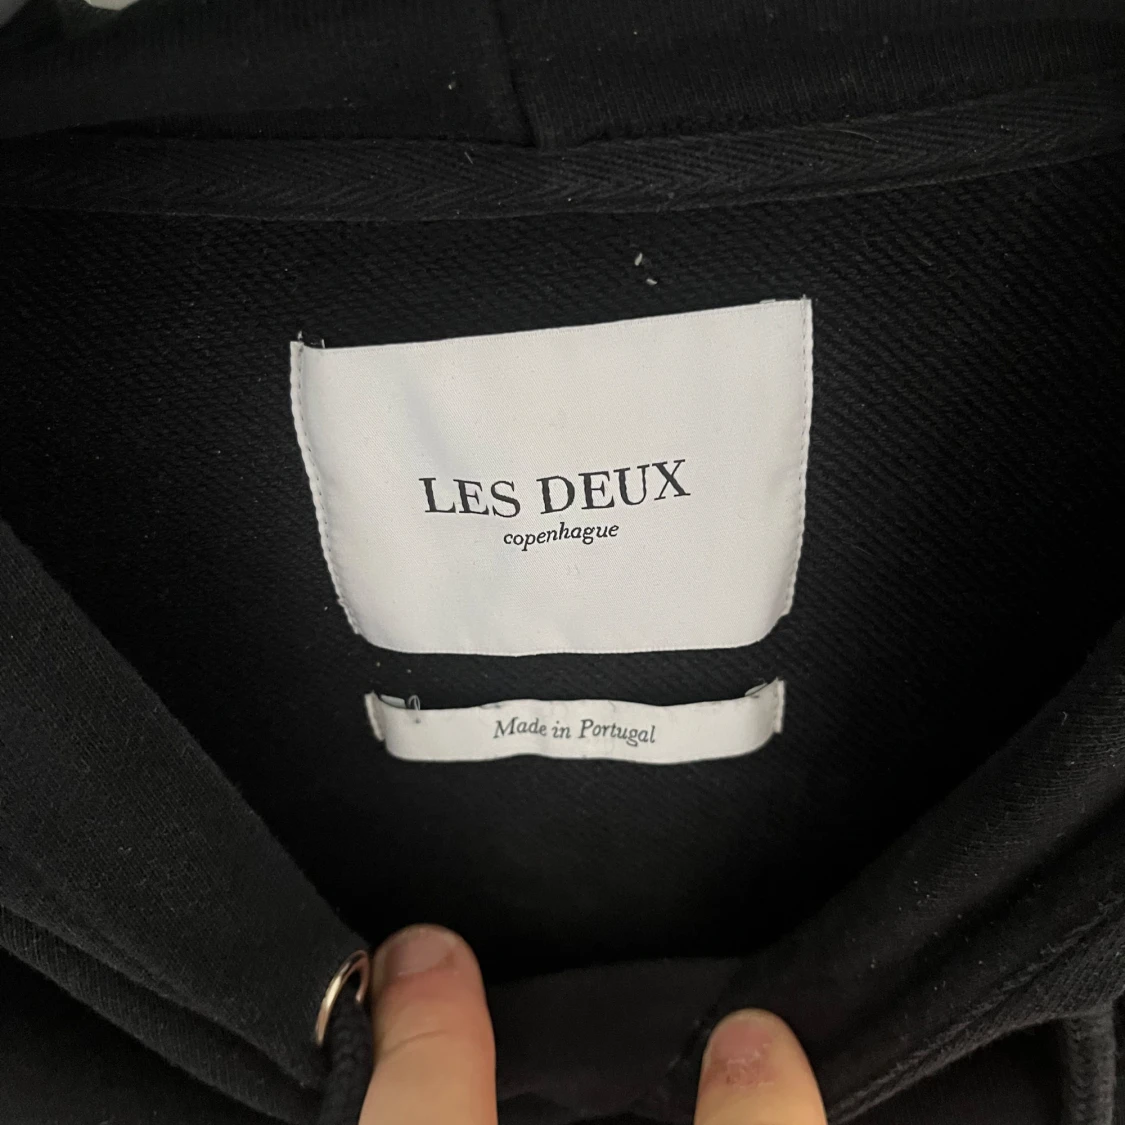 LES DEUX
copenhague
Made in Portugal